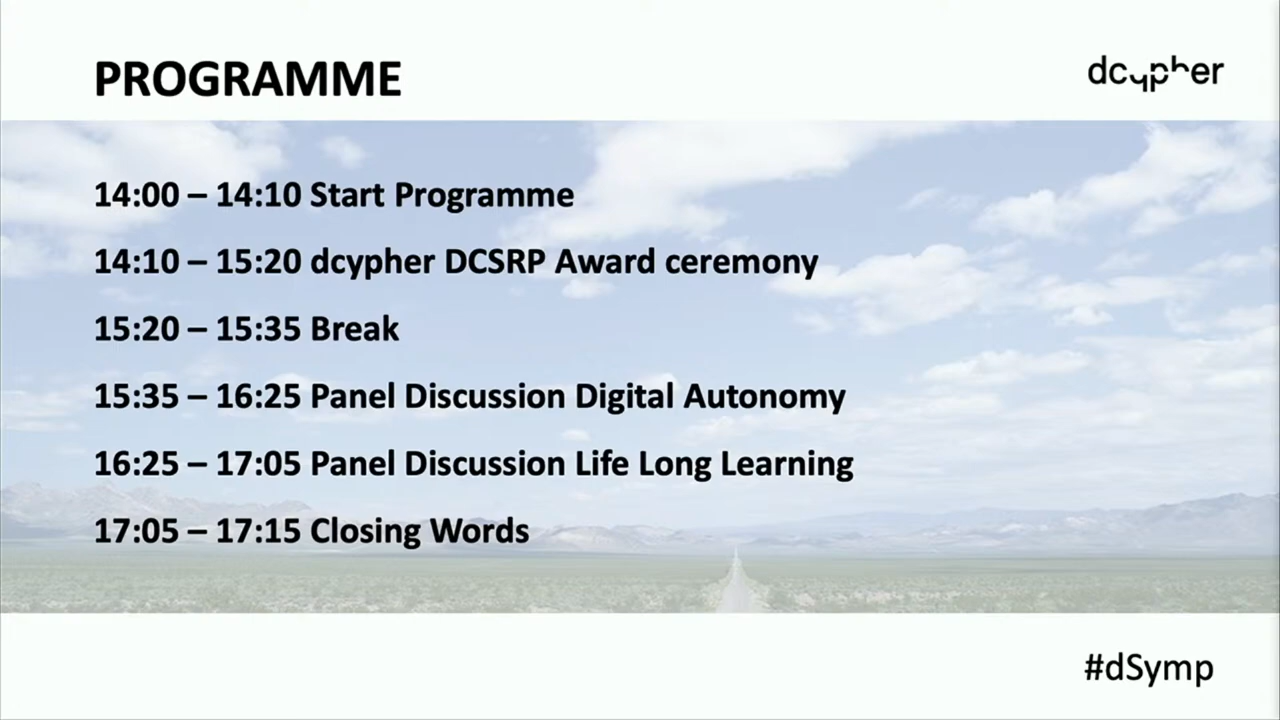 PROGRAMME
dcypher
14:00 – 14:10 Start Programme
14:10 – 15:20 dcypher DCSRP Award ceremony
15:20 – 15:35 Break
15:35 – 16:25 Panel Discussion Digital Autonomy
16:25 – 17:05 Panel Discussion Life Long Learning
17:05 – 17:15 Closing Words
#dSymp